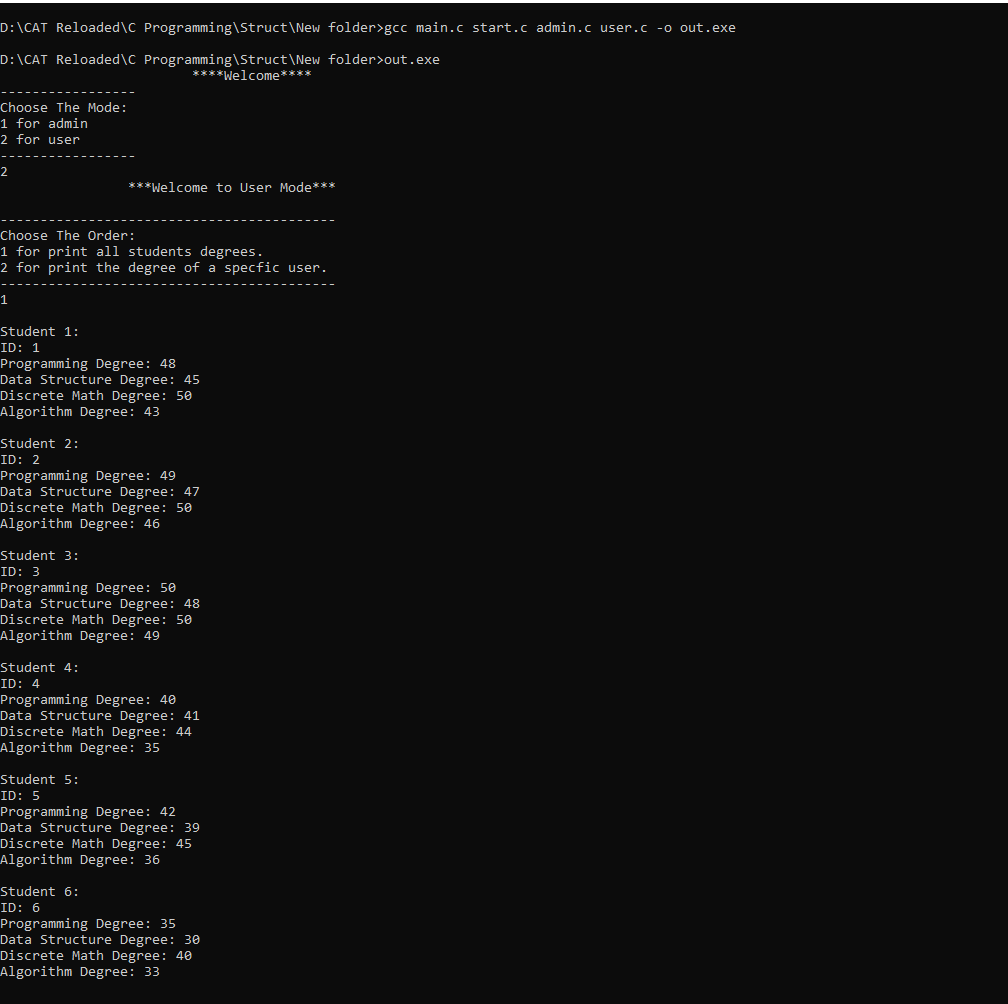 D:\CAT Reloaded\C Programming\Struct\New folder>gcc main.c start.c admin.c user.c -o out.exe
D:\CAT Reloaded\C Programming\Struct\New folder>out.exe
****Welcome****
-----------------
Choose The Mode:
1 for admin
2 for user
-----------------
2
***Welcome to User Mode***
------------------------------------------
Choose The Order:
1 for print all students degrees.
2 for print the degree of a specfic user.
------------------------------------------
1
Student 1:
ID: 1
Programming Degree: 48
Data Structure Degree: 45
Discrete Math Degree: 50
Algorithm Degree: 43
Student 2:
ID: 2
Programming Degree: 49
Data Structure Degree: 47
Discrete Math Degree: 50
Algorithm Degree: 46
Student 3:
ID: 3
Programming Degree: 50
Data Structure Degree: 48
Discrete Math Degree: 50
Algorithm Degree: 49
Student 4:
ID: 4
Programming Degree: 40
Data Structure Degree: 41
Discrete Math Degree: 44
Algorithm Degree: 35
Student 5:
ID: 5
Programming Degree: 42
Data Structure Degree: 39
Discrete Math Degree: 45
Algorithm Degree: 36
Student 6:
ID: 6
Programming Degree: 35
Data Structure Degree: 30
Discrete Math Degree: 40
Algorithm Degree: 33